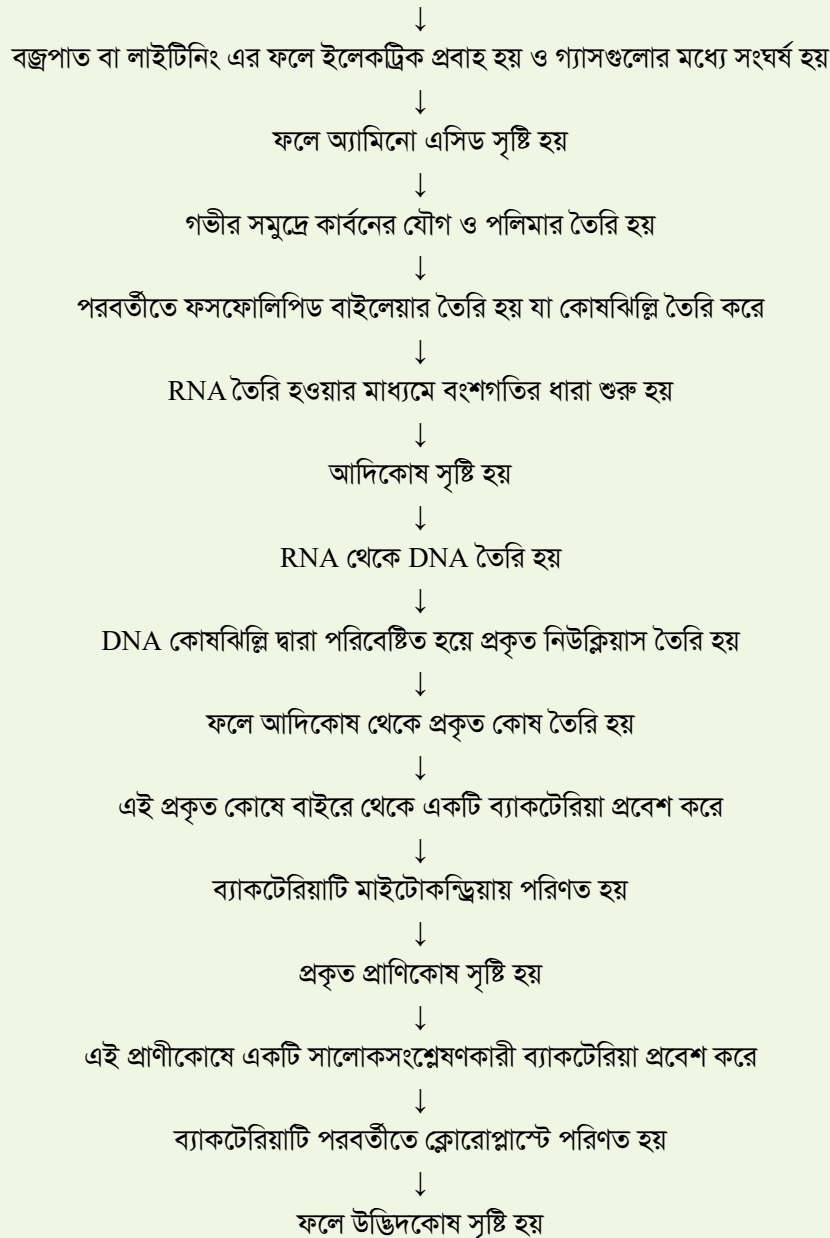 ↓
বজ্রপাত বা লাইটিনিং এর ফলে ইলেকট্রিক প্রবাহ হয় ও গ্যাসগুলোর মধ্যে সংঘর্ষ হয়
↓
ফলে অ্যামিনো এসিড সৃষ্টি হয়
↓
গভীর সমুদ্রে কার্বনের যৌগ ও পলিমার তৈরি হয়
↓
পরবর্তীতে ফসফোলিপিড বাইলেয়ার তৈরি হয় যা কোষঝিল্লি তৈরি করে
↓
RNA তৈরি হওয়ার মাধ্যমে বংশগতির ধারা শুরু হয়
↓
আদিকোষ সৃষ্টি হয়
↓
RNA থেকে DNA তৈরি হয়
↓
DNA কোষঝিল্লি দ্বারা পরিবেষ্টিত হয়ে প্রকৃত নিউক্লিয়াস তৈরি হয়
↓
ফলে আদিকোষ থেকে প্রকৃত কোষ তৈরি হয়
↓
এই প্রকৃত কোষে বাইরে থেকে একটি ব্যাকটেরিয়া প্রবেশ করে
↓
ব্যাকটেরিয়াটি মাইটোকন্ড্রিয়ায় পরিণত হয়
↓
প্রকৃত প্রাণিকোষ সৃষ্টি হয়
↓
এই প্রাণীকোষে একটি সালোকসংশ্লেষণকারী ব্যাকটেরিয়া প্রবেশ করে
↓
ব্যাকটেরিয়াটি পরবর্তীতে ক্লোরোপ্লাস্টে পরিণত হয়
↓
ফলে উদ্ভিদকোষ সৃষ্টি হয়